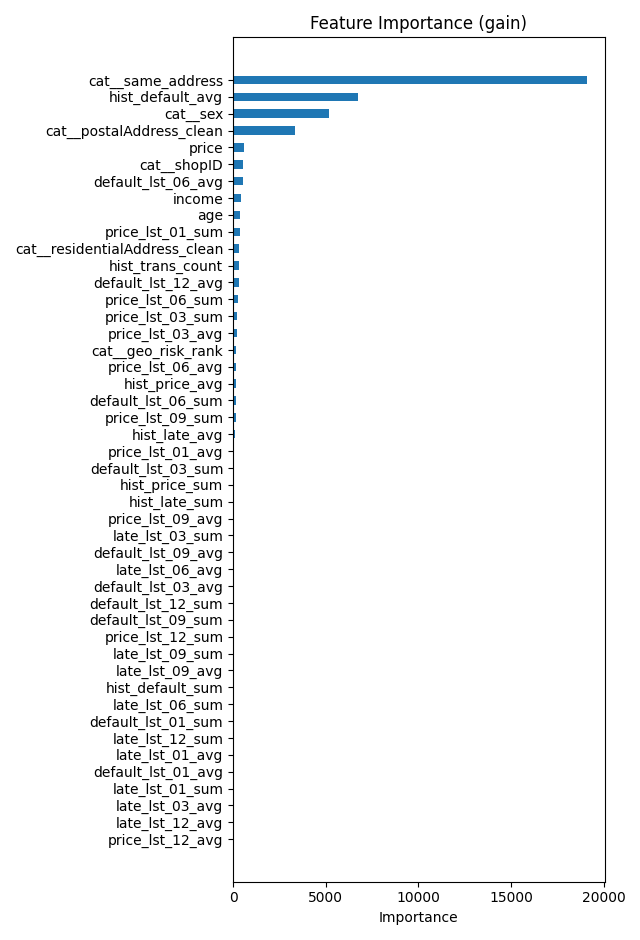 Feature Importance (gain)
cat__same_address
hist_default_avg
cat__sex
cat__postalAddress_clean
price
cat__shopID
default_lst_06_avg
income
age
price_lst_01_sum
cat__residentialAddress_clean
hist_trans_count
default_lst_12_avg
price_lst_06_sum
price_lst_03_sum
price_lst_03_avg
cat__geo_risk_rank
price_lst_06_avg
hist_price_avg
default_lst_06_sum
price_lst_09_sum
hist_late_avg
price_lst_01_avg
default_lst_03_sum
hist_price_sum
hist_late_sum
price_lst_09_avg
late_lst_03_sum
default_lst_09_avg
late_lst_06_avg
default_lst_03_avg
default_lst_12_sum
default_lst_09_sum
price_lst_12_sum
late_lst_09_sum
late_lst_09_avg
hist_default_sum
late_lst_06_sum
default_lst_01_sum
late_lst_12_sum
late_lst_01_avg
default_lst_01_avg
late_lst_01_sum
late_lst_03_avg
late_lst_12_avg
price_lst_12_avg
0 5000 10000 15000 20000
Importance